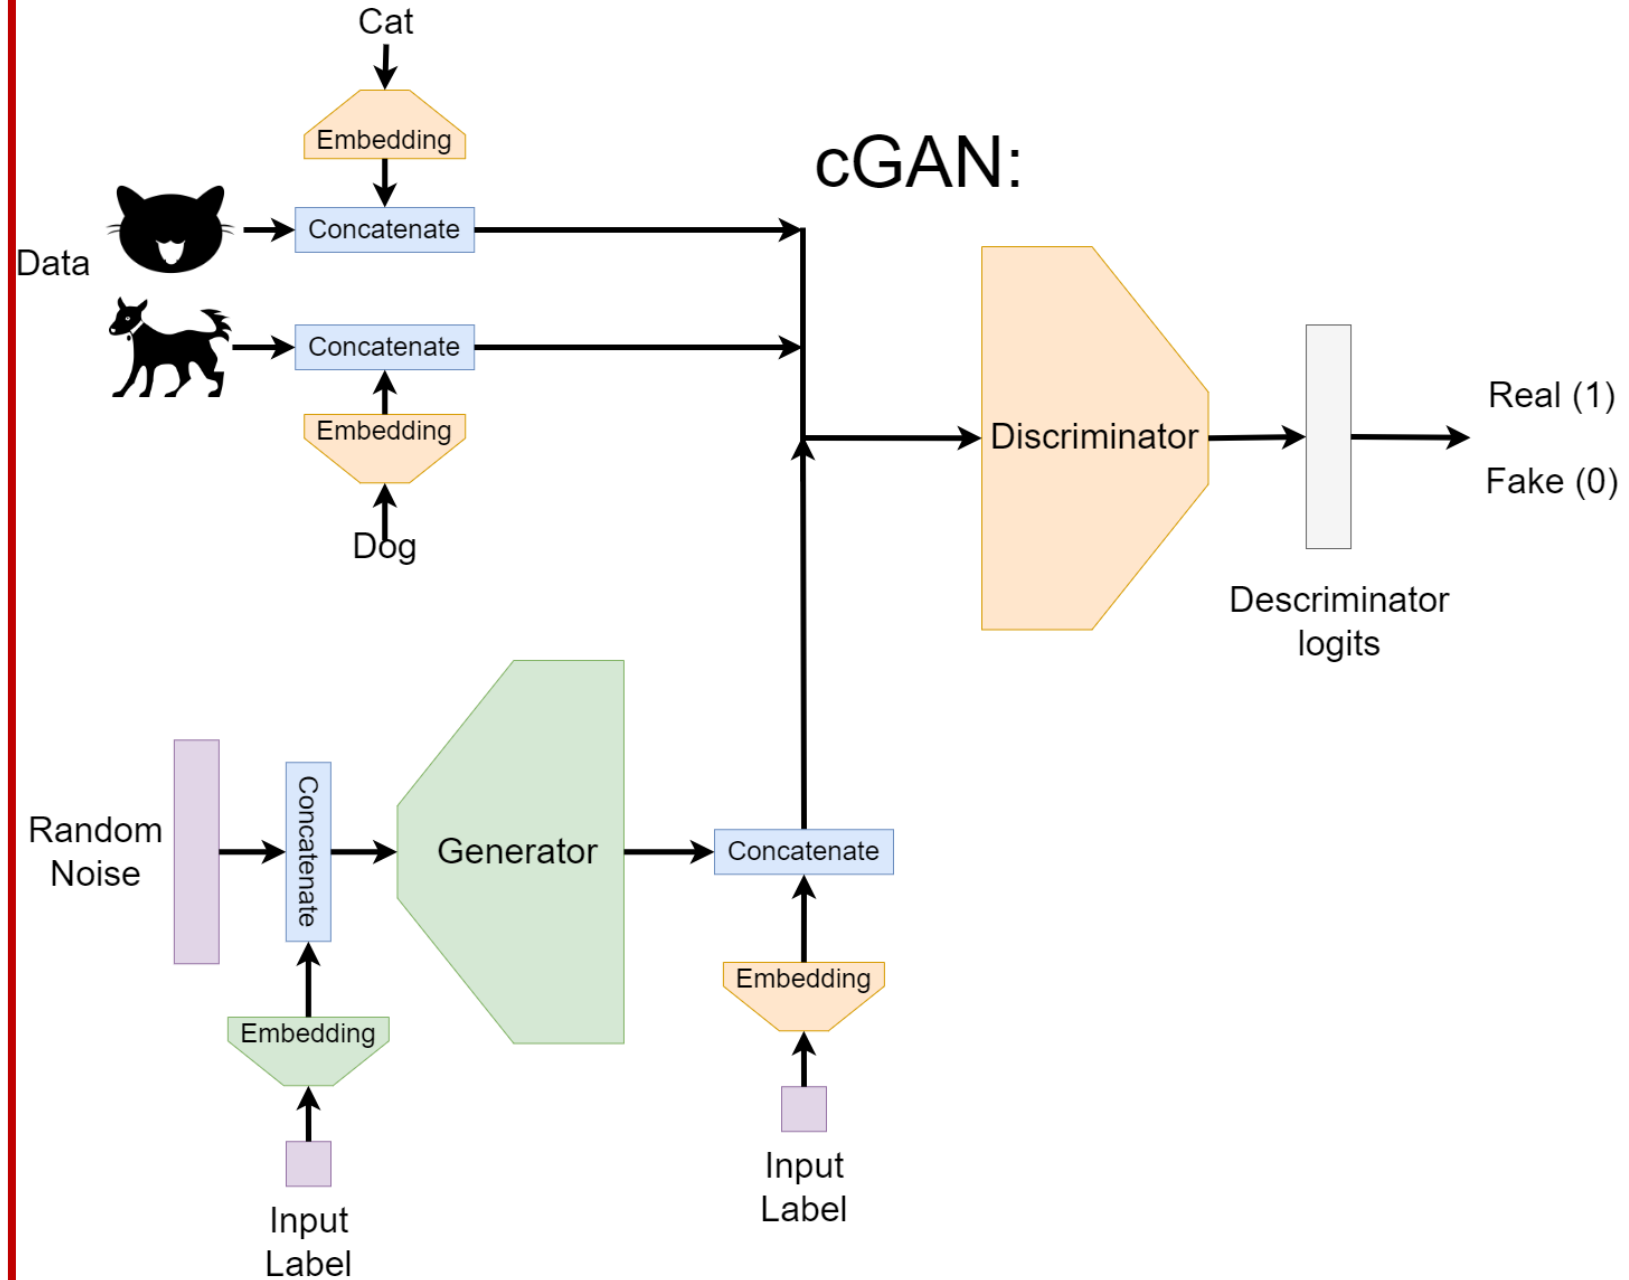 Cat
Embedding
cGAN:
Concatenate
Data
Concatenate
Embedding
Dog
Discriminator
Real (1)
Fake (0)
Descriminator
logits
Random
Noise
Concatenate
Generator
Concatenate
Embedding
Embedding
Input
Label
Input
Label